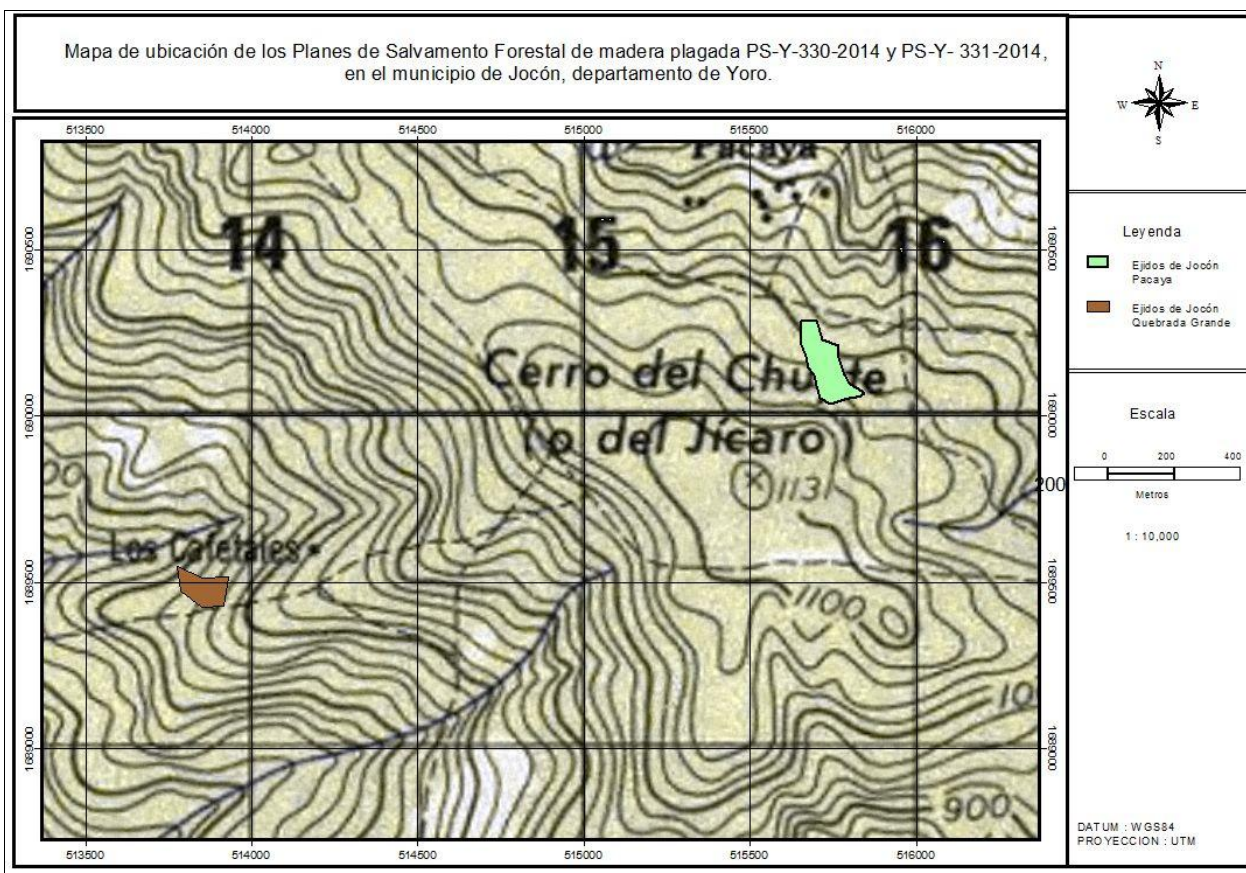 Mapa de ubicación de los Planes de Salvamento Forestal de madera plagada PS-Y-330-2014 y PS-Y- 331-2014,
en el municipio de Jocón, departamento de Yoro.
N
W E
S
513500 514000 514500 515000 515500 516000
Pacaya
14 15 16
1690500 1690500
Leyenda
Ejidos de Jocón
Pacaya
Ejidos de Jocón
Quebrada Grande
Cerro del Chu te
1690000 1690000
o del Jícaro)
1131
200
00
Los Cafetales
1689500 1689500
1100
1689000 1689000
10
900
Escala
0 200 400
Metros
1 : 10,000
DATUM : WGS84
PROYECCION : UTM
513500 514000 514500 515000 515500 516000